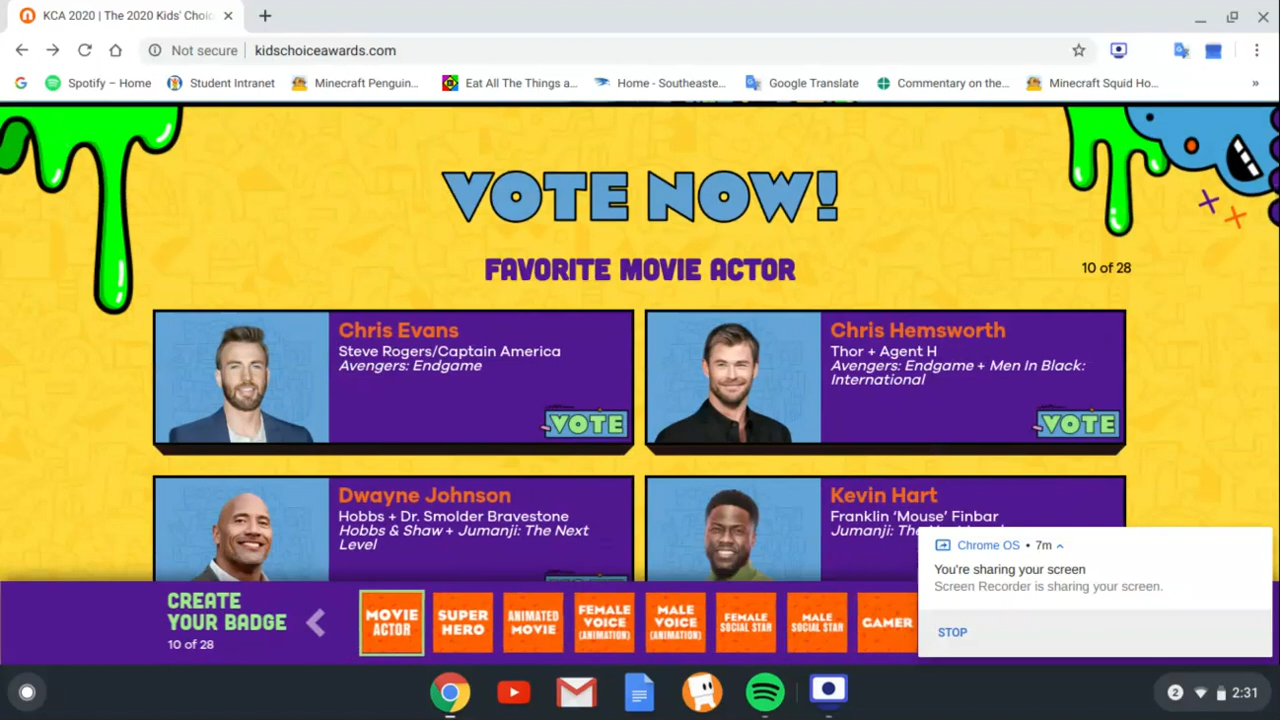 KCA 2020 | The 2020 Kids' Choic
Not secure
kidschoiceawards.com
Spotify – Home
Student Intranet
Minecraft Penguin...
Eat All The Things a...
Home - Southeaste...
Google Translate
Commentary on the...
Minecraft Squid Ho...
»
VOTE NOW!
FAVORITE MOVIE ACTOR
10 of 28
Chris Evans
Steve Rogers/Captain America
Avengers: Endgame
VOTE
Chris Hemsworth
Thor + Agent H
Avengers: Endgame + Men In Black:
International
VOTE
Dwayne Johnson
Hobbs + Dr. Smolder Bravestone
Hobbs & Shaw + Jumanji: The Next
Level
Kevin Hart
Franklin ‘Mouse’ Finbar
Jumanji: The
CREATE
YOUR BADGE
10 of 28
MOVIE
ACTOR
SUPER
HERO
ANIMATED
MOVIE
FEMALE
VOICE
(ANIMATION)
MALE
VOICE
(ANIMATION)
FEMALE
SOCIAL STAR
MALE
SOCIAL STAR
GAMER
Chrome OS • 7m
You're sharing your screen
Screen Recorder is sharing your screen.
STOP
2
2:31